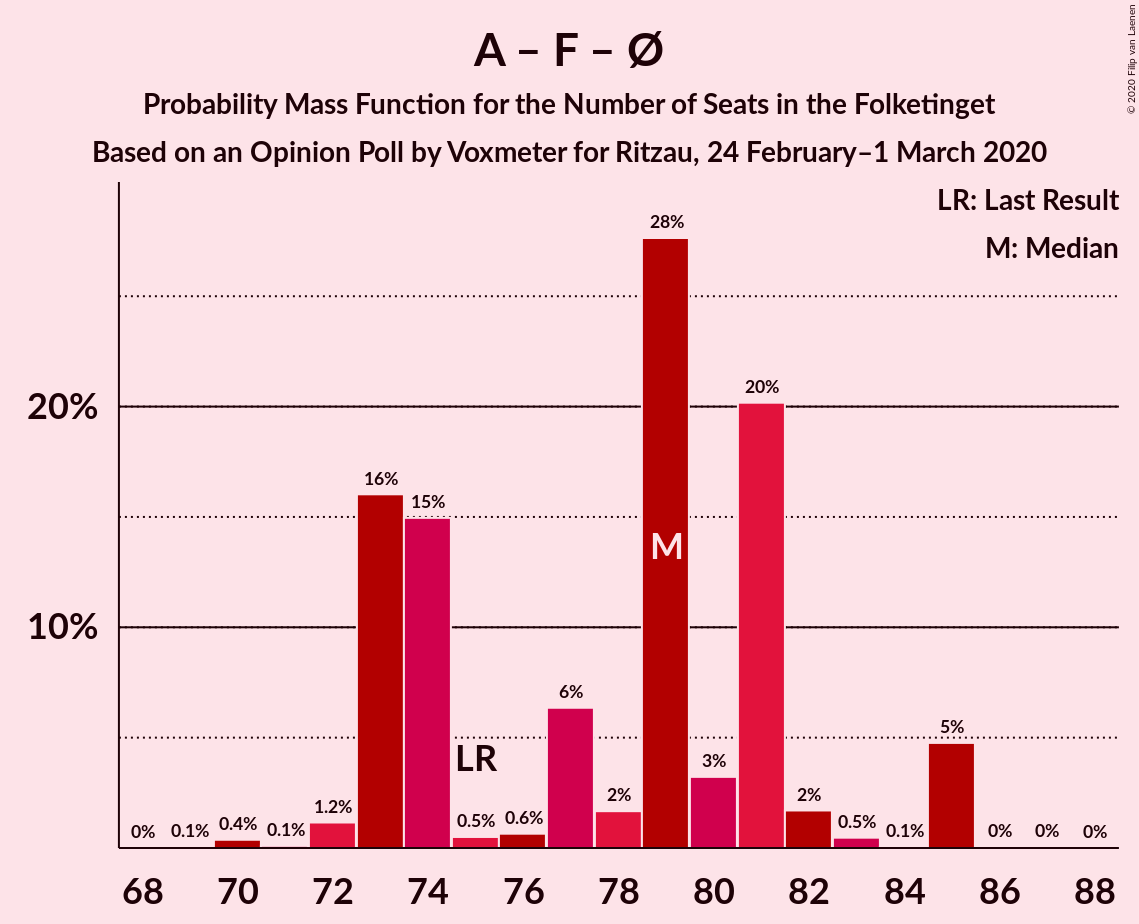 A – F – Ø
Probability Mass Function for the Number of Seats in the Folketinget
Based on an Opinion Poll by Voxmeter for Ritzau, 24 February–1 March 2020
© 2020 Filip van Laenen
LR: Last Result
M: Median
20%
10%
0%
0.1%
0.4%
0.1%
1.2%
16%
15%
0.5%
0.6%
6%
2%
28%
3%
20%
2%
0.5%
0.1%
5%
0%
0%
0%
LR
M
68 70 72 74 76 78 80 82 84 86 88